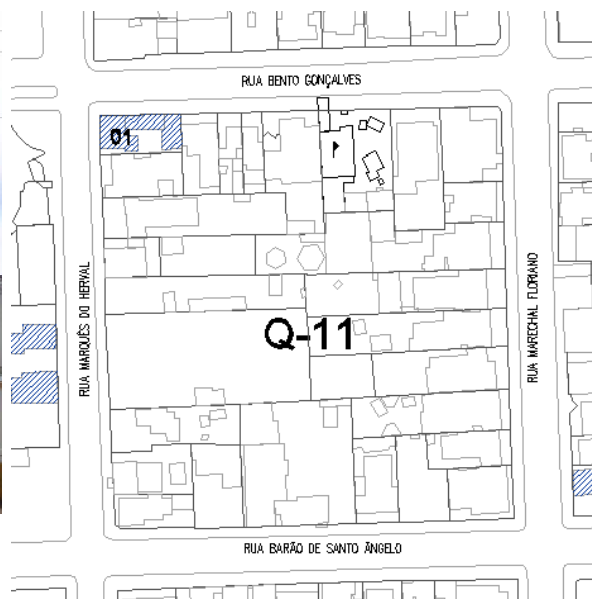 RUA BENTO GONÇALVES
01
RUA MARQUÊS DO HERVAL
Q-11
RUA MARECHAL FLORIANO
RUA BARÃO DE SANTO ÂNGELO